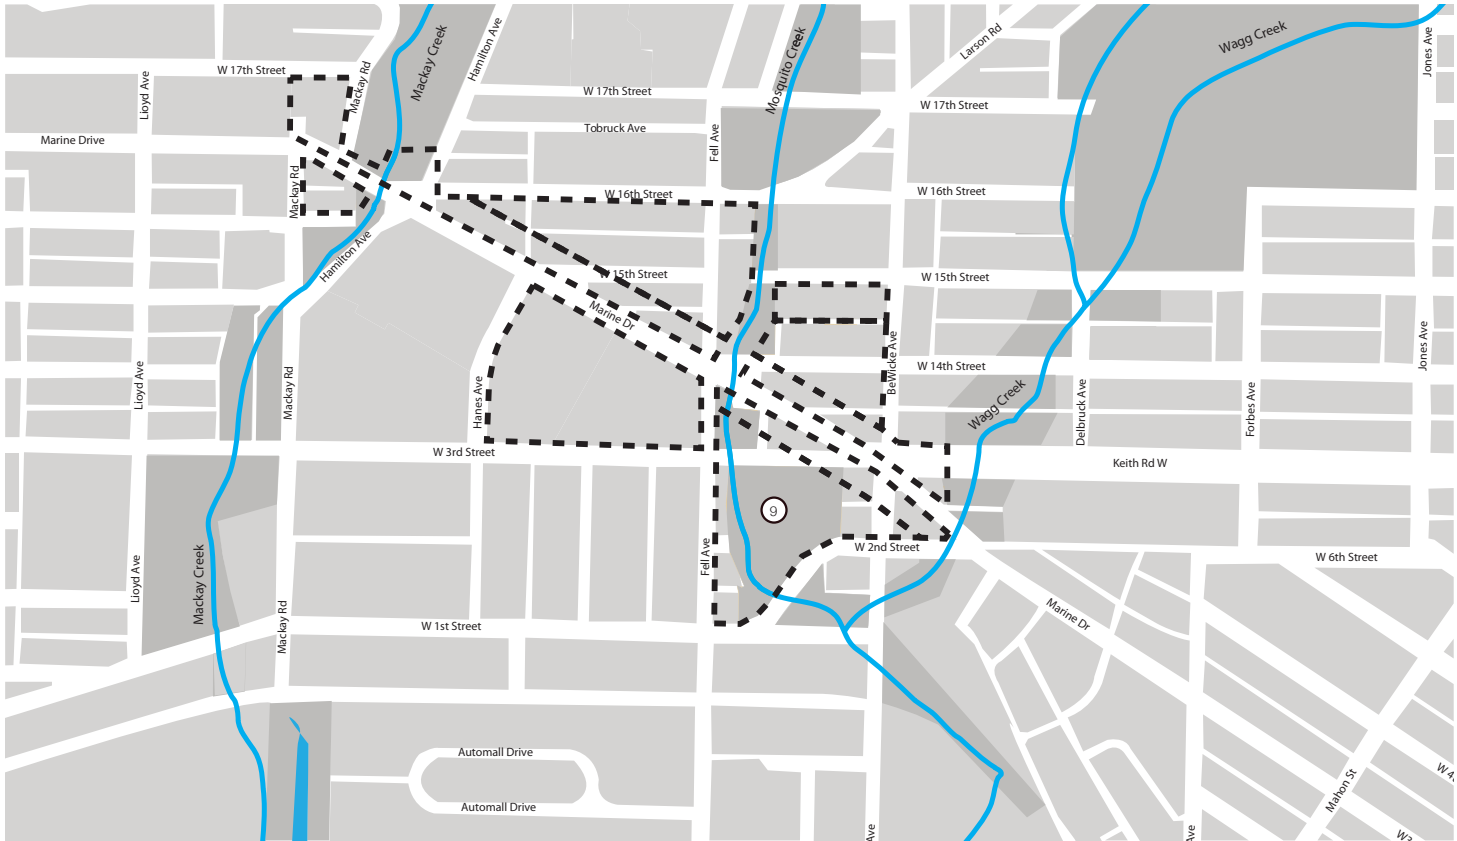 Wagg Creek
Larson Rd
Jones Ave
Hamilton Ave
Mackay Creek
Mosquito Creek
W 17th Street
Mackay Rd
Lloyd Ave
W 17th Street
W 17th Street
Tobruck Ave
Fell Ave
Marine Drive
Mackay Rd
W 16th Street
W 16th Street
Hamilton Ave
W 15th Street
W 15th Street
Marine Dr
BeWicke Ave
Jones Ave
W 14th Street
Lloyd Ave
Mackay Rd
Hanes Ave
Wagg Creek
Delbruck Ave
Forbes Ave
W 3rd Street
Keith Rd W
9
Fell Ave
W 2nd Street
W 6th Street
Mackay Creek
Lloyd Ave
Mackay Rd
W 1st Street
Marine Dr
Automall Drive
Automall Drive
Mahon St
Ave
Ave